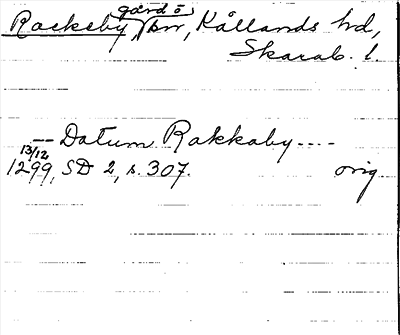 Rackeby, gård o sn, Kållands hd,
Skarab. l.
-- Datum Rakkaby ----
13/12
1299, SD 2, s. 307. orig